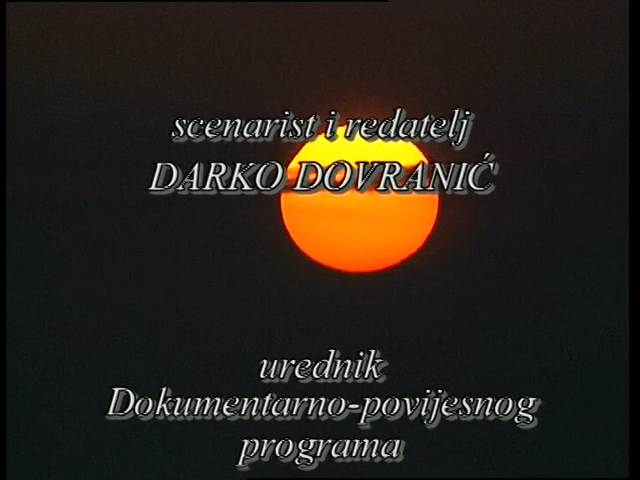 scenarist i redatelj
DARKO DOVRANIĆ
urednik
Dokumentarno-povijesnog
programa